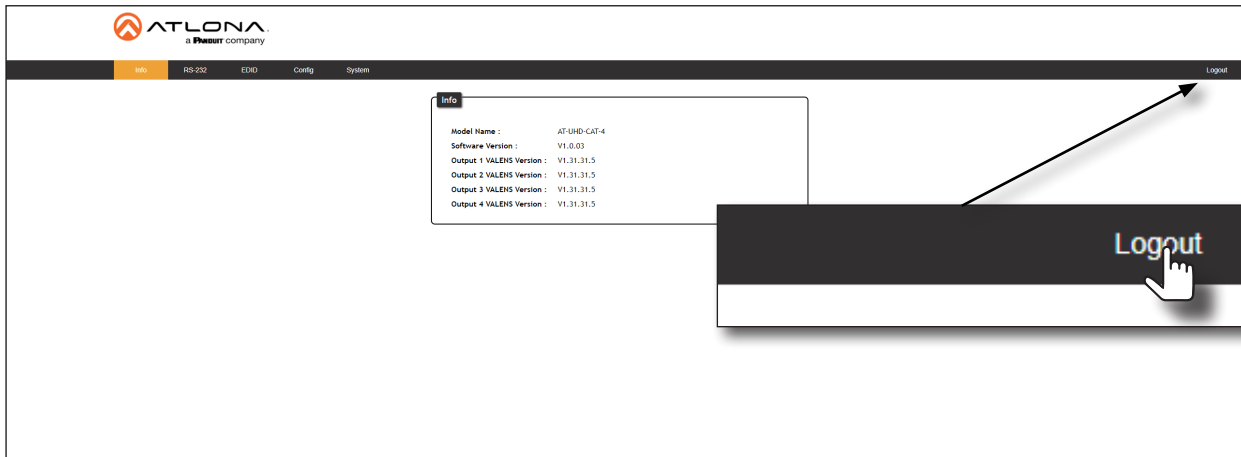 ATLONA.
a PANDUIT company
Info RS-232 EDID Config System Logout
Info
Model Name : AT-UHD-CAT-4
Software Version : V1.0.03
Output 1 VALENS Version : V1.31.31.5
Output 2 VALENS Version : V1.31.31.5
Output 3 VALENS Version : V1.31.31.5
Output 4 VALENS Version : V1.31.31.5
Logout